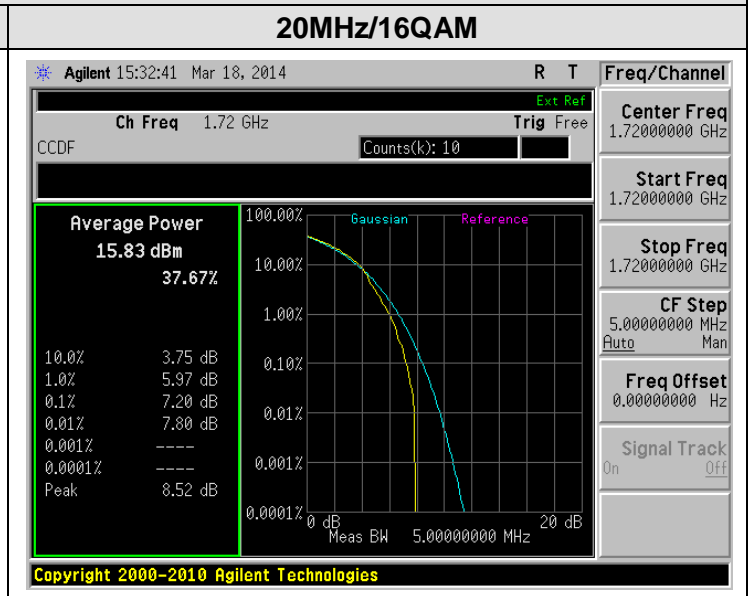 20MHz/16QAM
Agilent 15:32:41 Mar 18, 2014 R T
Freq/Channel
Ext Ref
Ch Freq 1.72 GHz Trig Free
CCDF Counts(k): 10
Center Freq
1.72000000 GHz
Start Freq
1.72000000 GHz
Stop Freq
1.72000000 GHz
CF Step
5.00000000 MHz
Auto Man
Freq Offset
0.00000000 Hz
Signal Track
On Off
Average Power
15.83 dBm
37.67%
10.0% 3.75 dB
1.0% 5.97 dB
0.1% 7.20 dB
0.01% 7.80 dB
0.001% ----
0.0001% ----
Peak 8.52 dB
Gaussian Reference
100.00%
10.00%
1.00%
0.10%
0.01%
0.001%
0.0001%
0 dB 20 dB
Meas BW 5.00000000 MHz
Copyright 2000-2010 Agilent Technologies